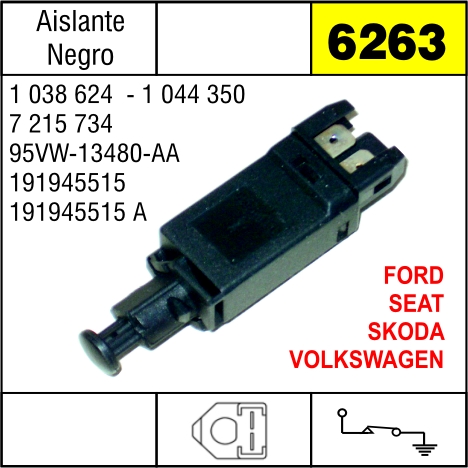 Aislante
Negro
6263
1 038 624 - 1 044 350
7 215 734
95VW-13480-AA
191945515
191945515 A
FORD
SEAT
SKODA
VOLKSWAGEN